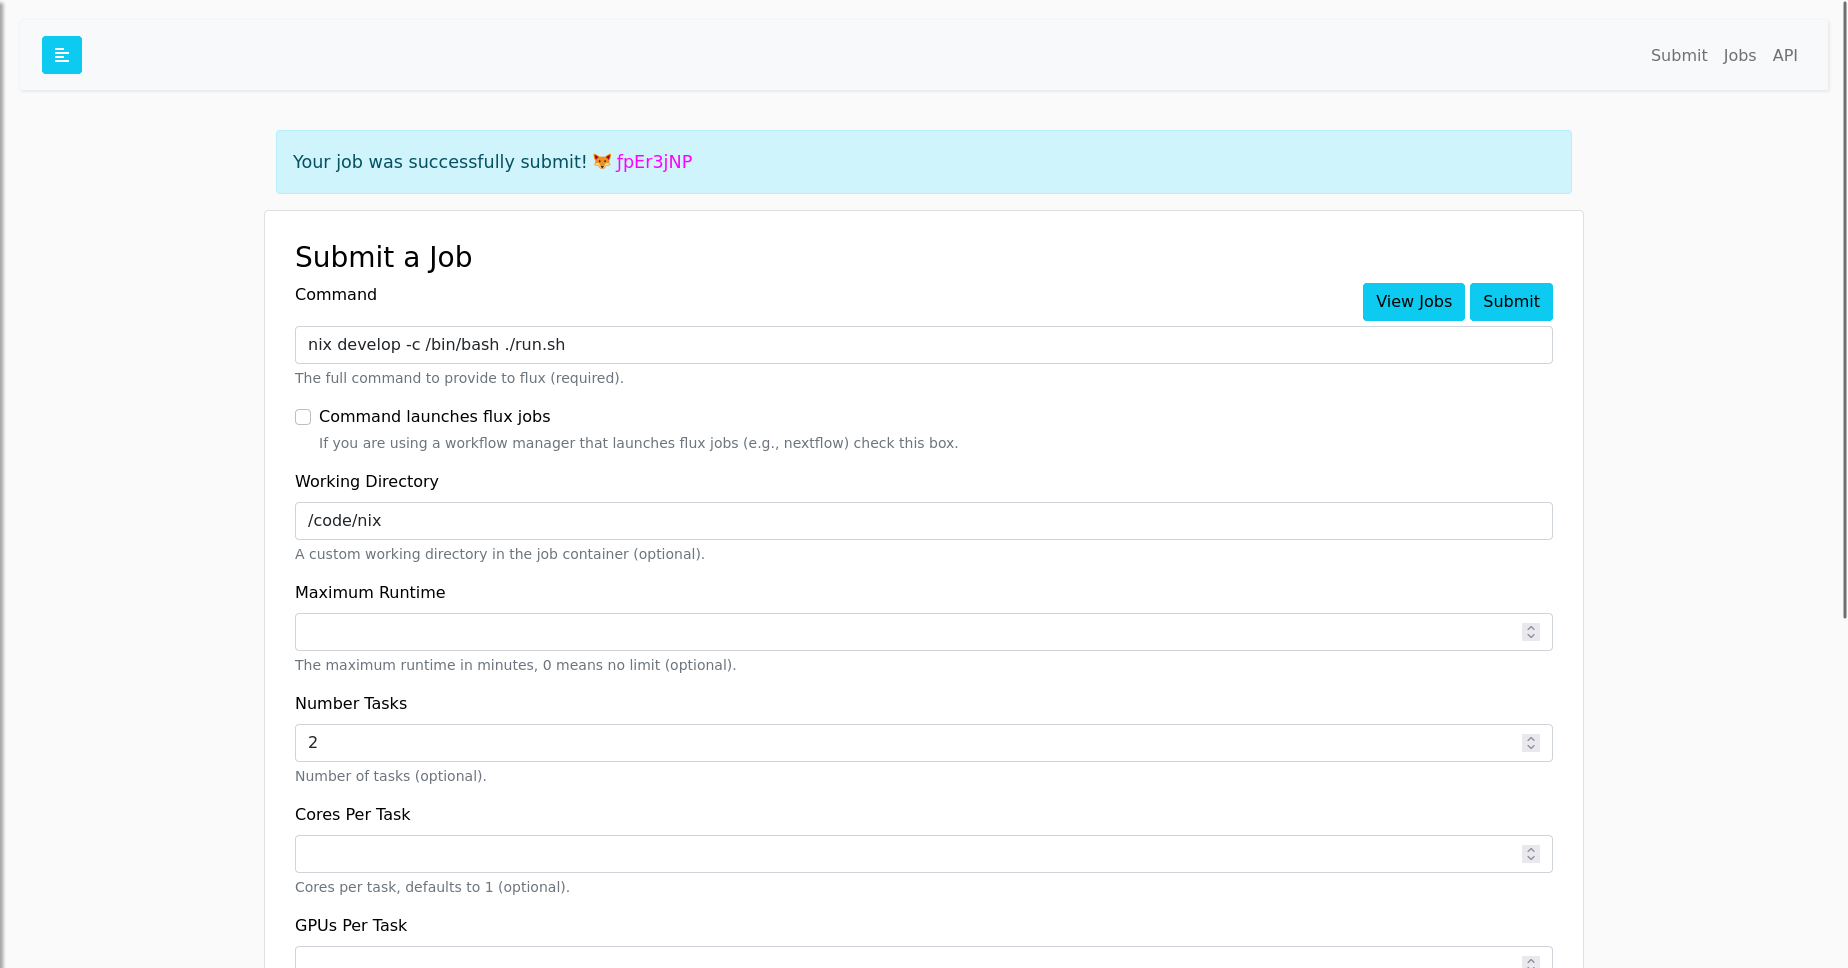 Submit Jobs API
Your job was successfully submit! 🦊 ƒpEr3jNP
Submit a Job
Command
View Jobs Submit
nix develop -c /bin/bash ./run.sh
The full command to provide to flux (required).
Command launches flux jobs
If you are using a workflow manager that launches flux jobs (e.g., nextflow) check this box.
Working Directory
/code/nix
A custom working directory in the job container (optional).
Maximum Runtime
The maximum runtime in minutes, 0 means no limit (optional).
Number Tasks
2
Number of tasks (optional).
Cores Per Task
Cores per task, defaults to 1 (optional).
GPUs Per Task